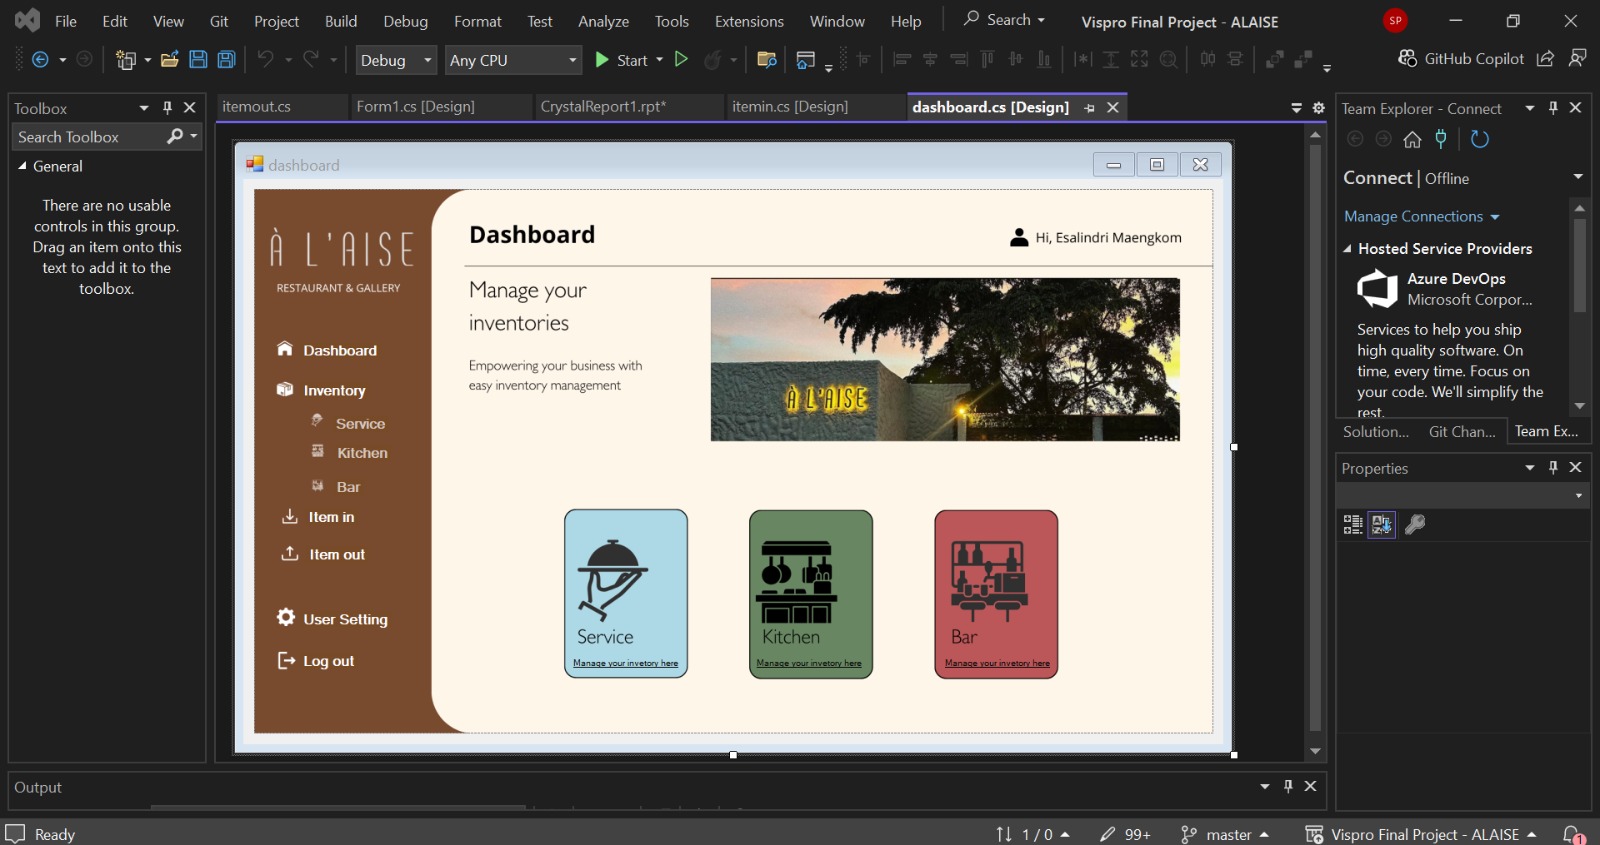 File Edit View Git Project Build Debug Format Test Analyze Tools Extensions Window Help Search Vispro Final Project - ALAISE SP
Debug Any CPU Start GitHub Copilot
Toolbox
Search Toolbox
General
There are no usable
controls in this group.
Drag an item onto this
text to add it to the
toolbox.
itemout.cs Form1.cs [Design] CrystalReport1.rpt* itemin.cs [Design] dashboard.cs [Design]
dashboard
À L'AISE
RESTAURANT & GALLERY
Dashboard
Inventory
Service
Kitchen
Bar
Item in
Item out
User Setting
Log out
Dashboard
Hi, Esalindri Maengkom
Manage your
inventories
Empowering your business with
easy inventory management
À L'AISE
Service
Manage your invetory here
Kitchen
Manage your invetory here
Bar
Manage your invetory here
Team Explorer - Connect
Connect | Offline
Manage Connections
Hosted Service Providers
Azure DevOps
Microsoft Corpor...
Services to help you ship
high quality software. On
time, every time. Focus on
your code. We'll simplify the
rest.
Solution... Git Chan... Team Ex...
Properties
Output
Ready 1 / 0 99+ master Vispro Final Project - ALAISE 1